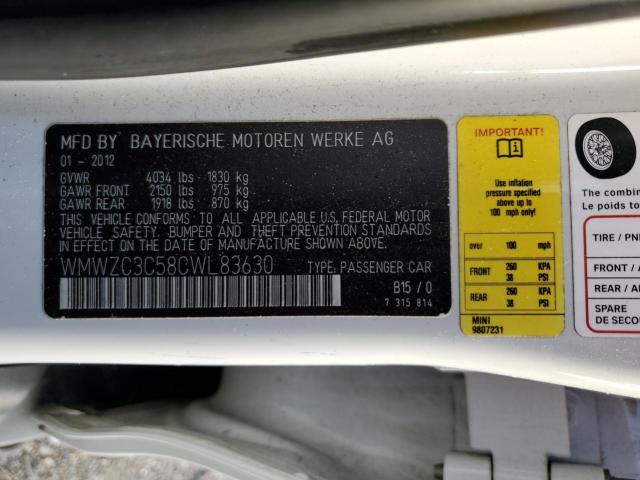 MFD BY BAYERISCHE MOTOREN WERKE AG
01 - 2012
GVWR 4034 lbs 1830 kg
GAWR FRONT 2150 lbs 975 kg
GAWR REAR 1918 lbs 870 kg
THIS VEHICLE CONFORMS TO ALL APPLICABLE U.S. FEDERAL MOTOR
VEHICLE SAFETY, BUMPER AND THEFT PREVENTION STANDARDS
IN EFFECT ON THE DATE OF MANUFACTURE SHOWN ABOVE.
WMWZC3C58CWL83630 TYPE: PASSENGER CAR
B15 / 0
7 315 814
IMPORTANT!
Use inflation
pressure specified
above up to
100 mph only!
over 100 mph
FRONT 260 KPA
38 PSI
REAR 260 KPA
38 PSI
MINI
9807231
The combin
Le poids to
TIRE / PN
FRONT / A
REAR / AR
SPARE
DE SECOU